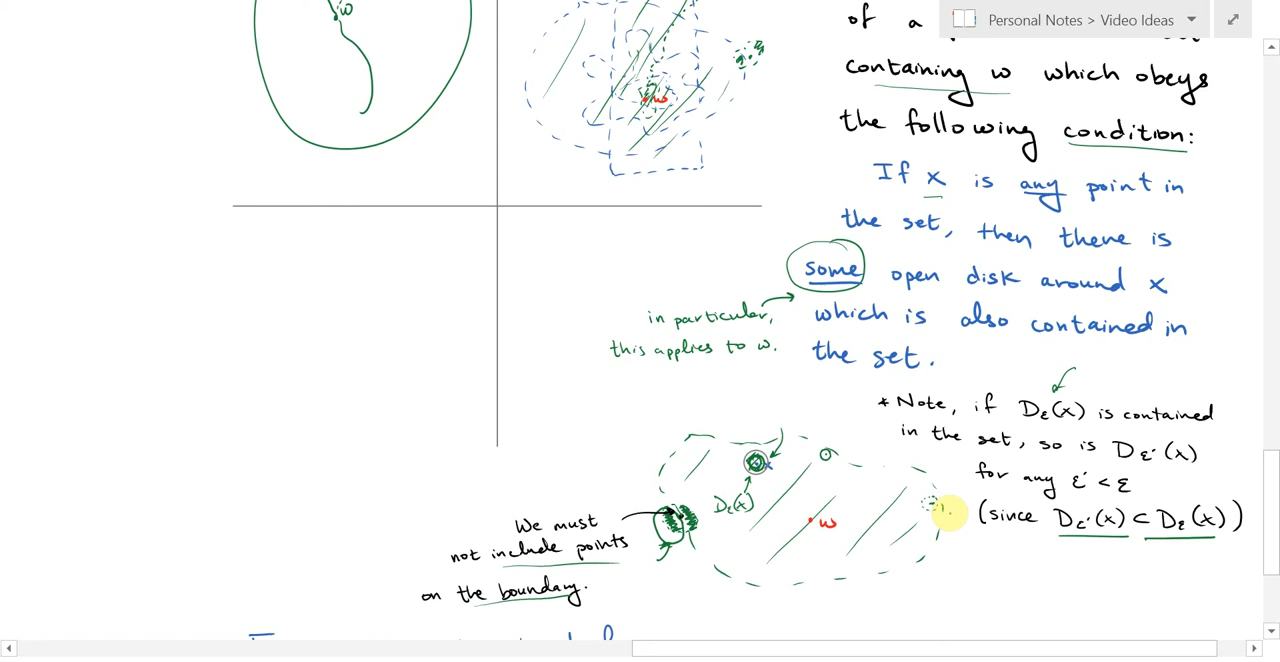 Personal Notes > Video Ideas
iω
ω
of a
containing ω which obeys
the following condition:
If x is any point in
the set, then there is
some open disk around x
which is also contained in
the set.
in particular,
this applies to ω.
* Note, if Dε(x) is contained
in the set, so is Dε'(x)
for any ε' < ε
(since Dε'(x) ⊂ Dε(x))
x
Dε(x)
ω
We must
not include points
on the boundary.